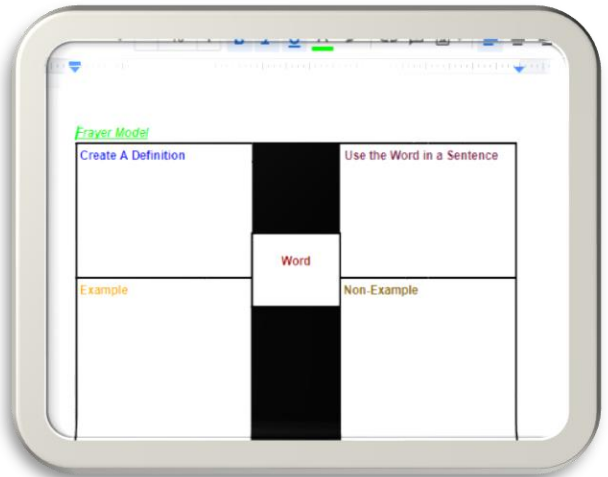 Frayer Model
Create A Definition
Use the Word in a Sentence
Word
Example
Non-Example